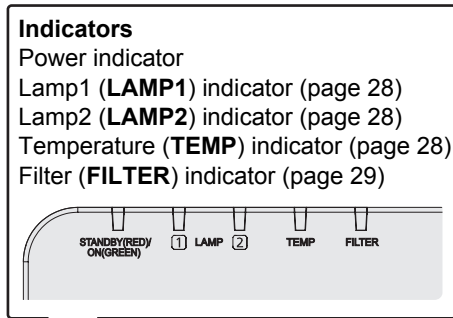 Indicators
Power indicator
Lamp1 (LAMP1) indicator (page 28)
Lamp2 (LAMP2) indicator (page 28)
Temperature (TEMP) indicator (page 28)
Filter (FILTER) indicator (page 29)
STANDBY(RED)/ 1 LAMP 2 TEMP FILTER
ON(GREEN)